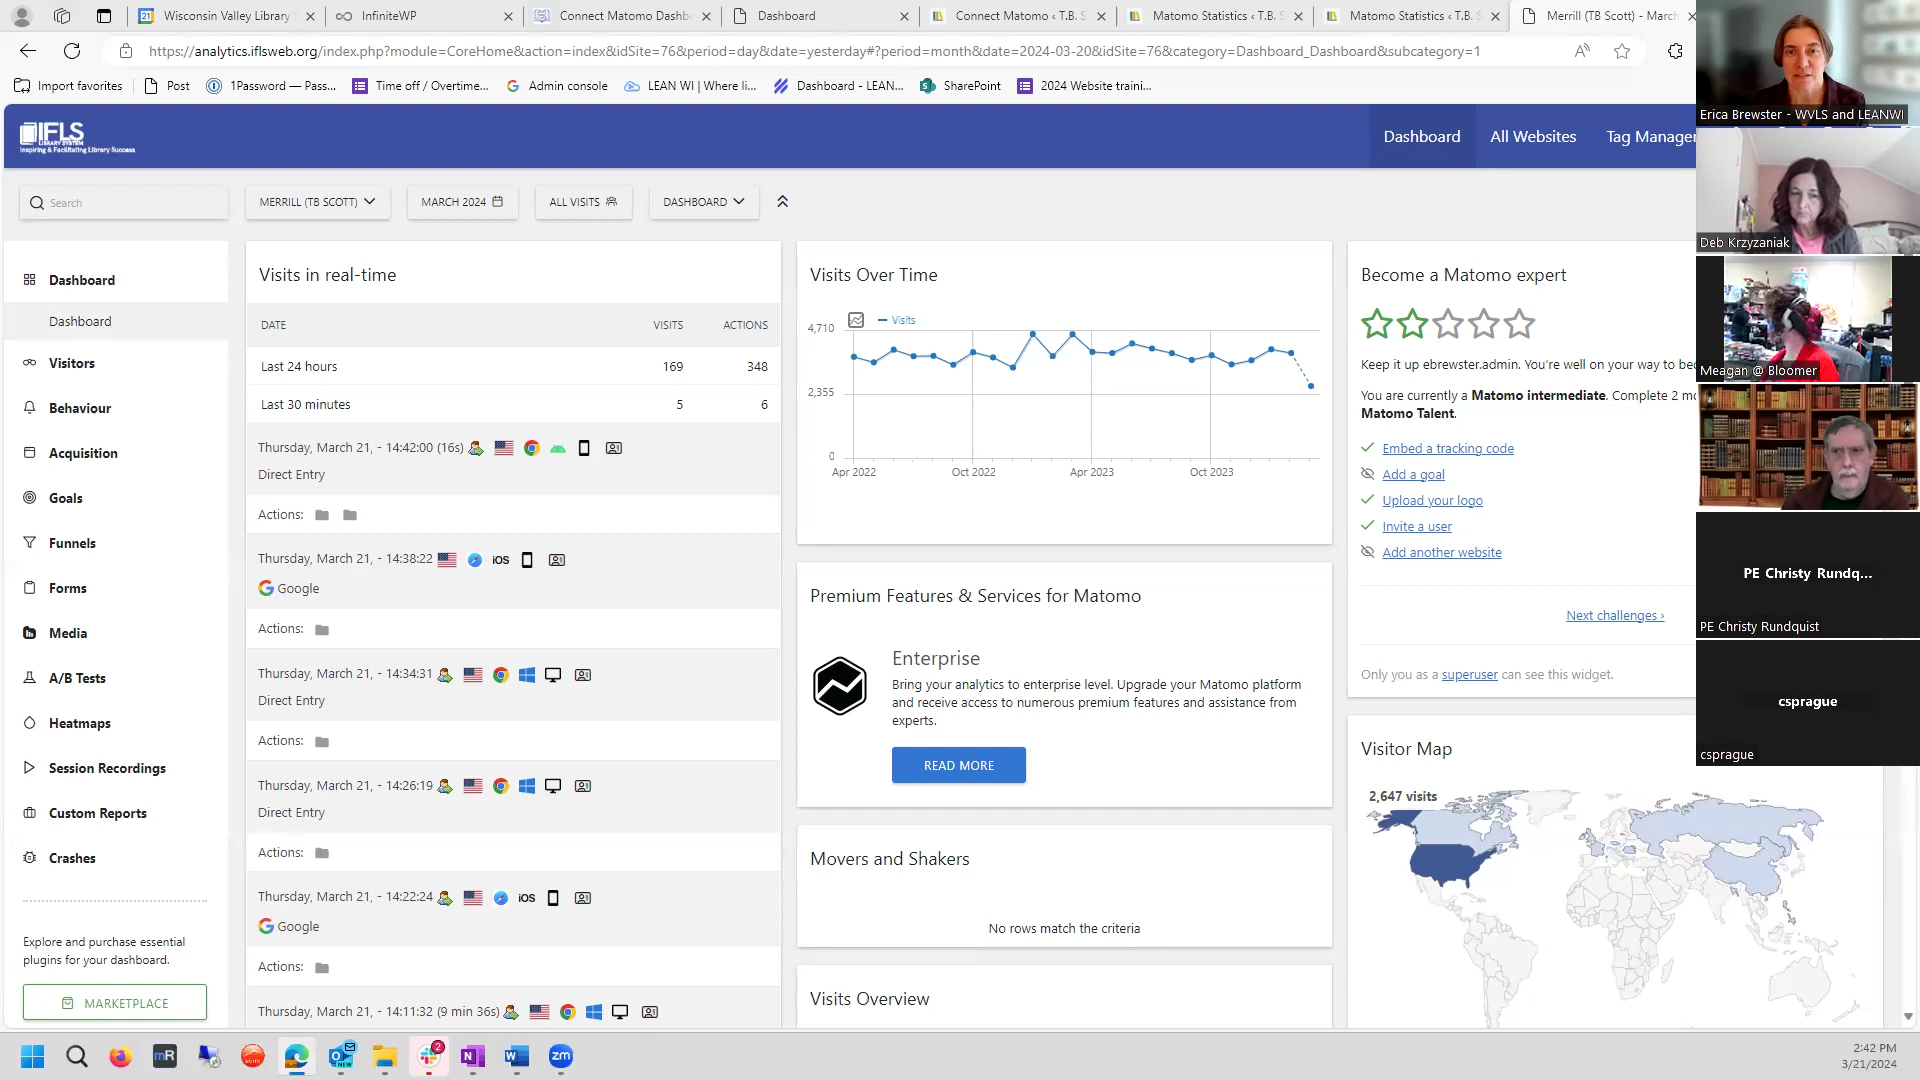 Wisconsin Valley Library
InfiniteWP
Connect Matomo Dashb
Dashboard
Connect Matomo ‹ T.B. S
Matomo Statistics ‹ T.B. S
Matomo Statistics ‹ T.B. S
Merrill (TB Scott) - March
https://analytics.iflsweb.org/index.php?module=CoreHome&action=index&idSite=76&period=day&date=yesterday#?period=month&date=2024-03-20&idSite=76&category=Dashboard_Dashboard&subcategory=1
Import favorites
Post
1Password — Pass...
Time off / Overtime...
Admin console
LEAN WI | Where li...
Dashboard - LEAN...
SharePoint
2024 Website traini...
IFLS
LIBRARY SYSTEM
Inspiring & Facilitating Library Success
Dashboard
All Websites
Tag Manager
Search
MERRILL (TB SCOTT)
MARCH 2024
ALL VISITS
DASHBOARD
Dashboard
Dashboard
Visitors
Behaviour
Acquisition
Goals
Funnels
Forms
Media
A/B Tests
Heatmaps
Session Recordings
Custom Reports
Crashes
Explore and purchase essential
plugins for your dashboard.
MARKETPLACE
Visits in real-time
DATE VISITS ACTIONS
Last 24 hours 169 348
Last 30 minutes 5 6
Thursday, March 21, - 14:42:00 (16s)
Direct Entry
Actions:
Thursday, March 21, - 14:38:22 iOS
Google
Actions:
Thursday, March 21, - 14:34:31
Direct Entry
Actions:
Thursday, March 21, - 14:26:19
Direct Entry
Actions:
Thursday, March 21, - 14:22:24 iOS
Google
Actions:
Thursday, March 21, - 14:11:32 (9 min 36s)
Visits Over Time
Visits
4,710
2,355
0
Apr 2022 Oct 2022 Apr 2023 Oct 2023
Premium Features & Services for Matomo
Enterprise
Bring your analytics to enterprise level. Upgrade your Matomo platform
and receive access to numerous premium features and assistance from
experts.
READ MORE
Movers and Shakers
No rows match the criteria
Visits Overview
Become a Matomo expert
Keep it up ebrewster.admin. You're well on your way to be
You are currently a Matomo intermediate. Complete 2 mo
Matomo Talent.
Embed a tracking code
Add a goal
Upload your logo
Invite a user
Add another website
Next challenges ›
Only you as a superuser can see this widget.
Visitor Map
2,647 visits
Erica Brewster - WVLS and LEANWI
Deb Krzyzaniak
Meagan @ Bloomer
PE Christy Rundq...
PE Christy Rundquist
csprague
csprague
21
mR
NEW
2
N
W
zm
2:42 PM
3/21/2024